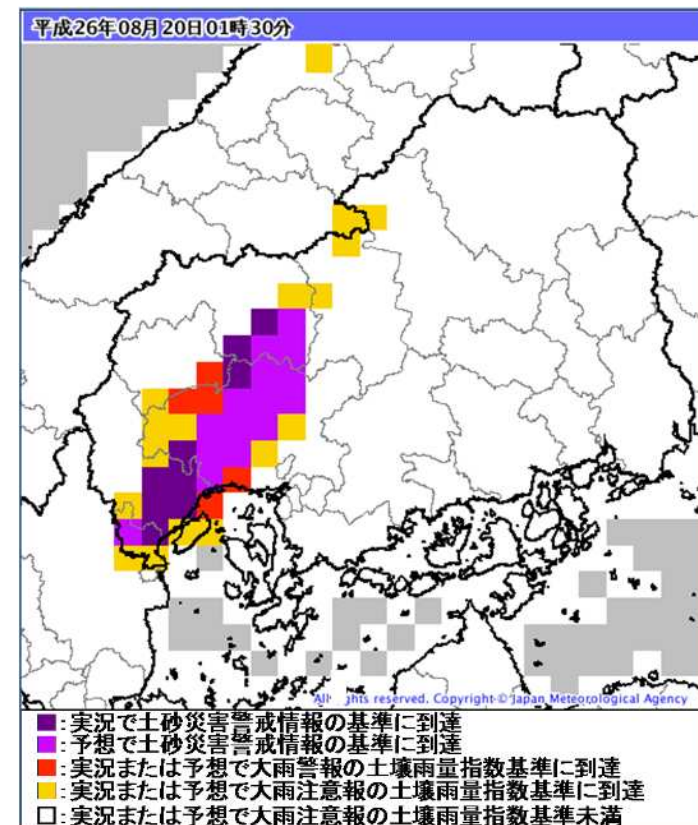 平成26年08月20日01時30分
All rights reserved. Copyright © Japan Meteorological Agency
■:実況で土砂災害警戒情報の基準に到達
■:予想で土砂災害警戒情報の基準に到達
■:実況または予想で大雨警報の土壌雨量指数基準に到達
■:実況または予想で大雨注意報の土壌雨量指数基準に到達
□:実況または予想で大雨注意報の土壌雨量指数基準未満